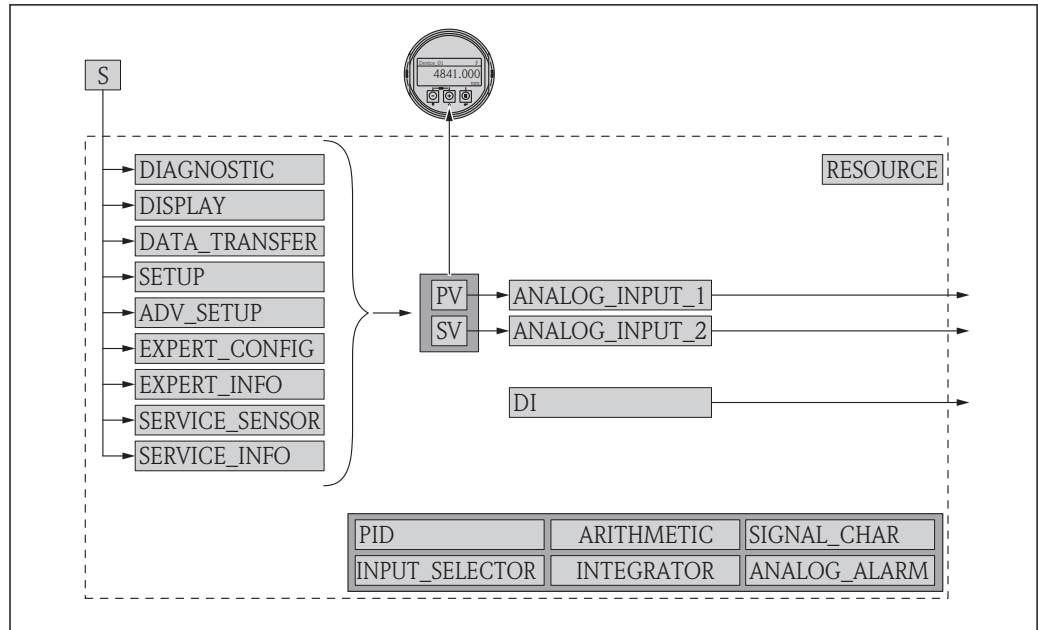 S
Device_01
4841.000
DIAGNOSTIC
DISPLAY
DATA_TRANSFER
SETUP
ADV_SETUP
EXPERT_CONFIG
EXPERT_INFO
SERVICE_SENSOR
SERVICE_INFO
RESOURCE
PV
ANALOG_INPUT_1
SV
ANALOG_INPUT_2
DI
PID
ARITHMETIC
SIGNAL_CHAR
INPUT_SELECTOR
INTEGRATOR
ANALOG_ALARM